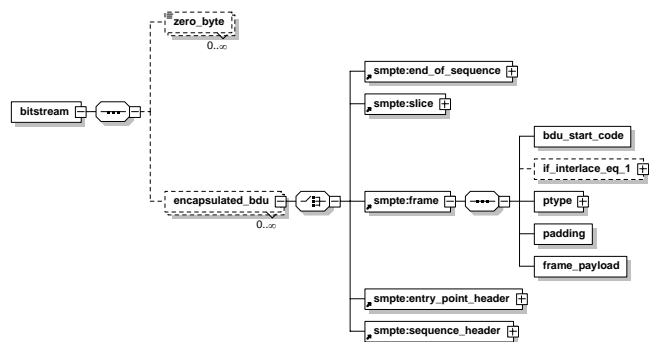 zero_byte
0..∞
smpte:end_of_sequence
smpte:slice
bitstream
bdu_start_code
if_interlace_eq_1
encapsulated_bdu
0..∞
smpte:frame
ptype
padding
frame_payload
smpte:entry_point_header
smpte:sequence_header